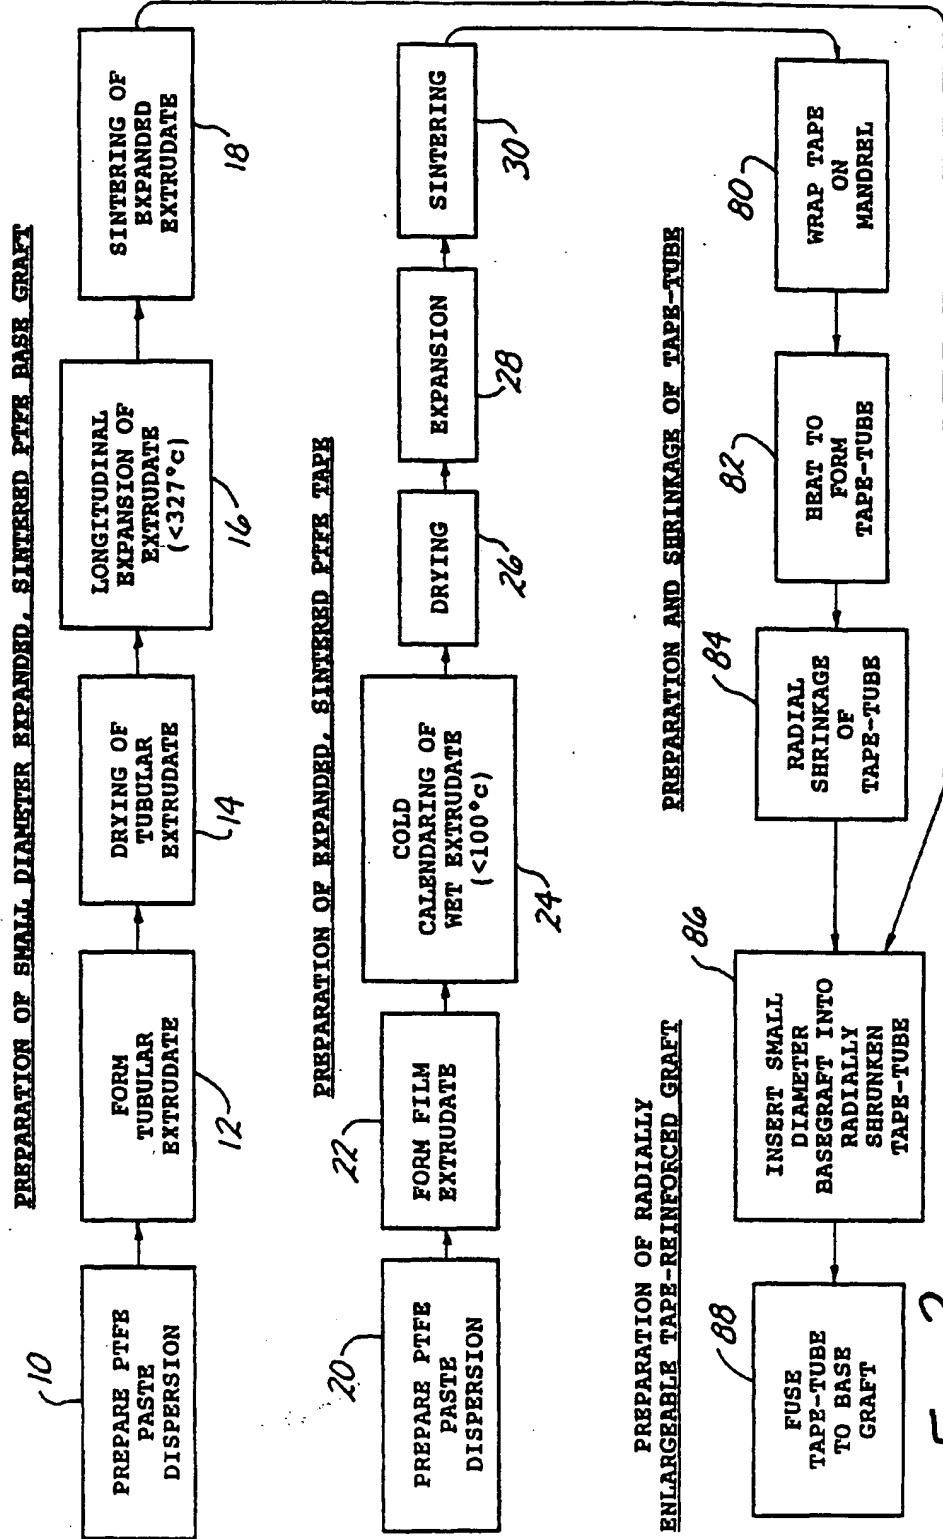 PREPARATION OF SMALL DIAMETER EXPANDED, SINTERED PTFE BASE GRAFT
10
PREPARE PTFE
PASTE
DISPERSION
FORM
TUBULAR
EXTRUDATE
12
DRYING OF
TUBULAR
EXTRUDATE
14
LONGITUDINAL
EXPANSION OF
EXTRUDATE
(<327°c)
16
SINTERING OF
EXPANDED
EXTRUDATE
18
PREPARATION OF EXPANDED, SINTERED PTFE TAPE
20
PREPARE PTFE
PASTE
DISPERSION
22
FORM FILM
EXTRUDATE
COLD
CALENDARING OF
WET EXTRUDATE
(<100°c)
24
DRYING
26
EXPANSION
28
SINTERING
30
PREPARATION AND SHRINKAGE OF TAPE-TUBE
80
WRAP TAPE
ON
MANDREL
82
HEAT TO
FORM
TAPE-TUBE
84
RADIAL
SHRINKAGE
OF
TAPE-TUBE
PREPARATION OF RADIALLY
ENLARGEABLE TAPE-REINFORCED GRAFT
86
INSERT SMALL
DIAMETER
BASEGRAFT INTO
RADIALLY
SHRUNKEN
TAPE-TUBE
88
FUSE
TAPE-TUBE
TO BASE
GRAFT